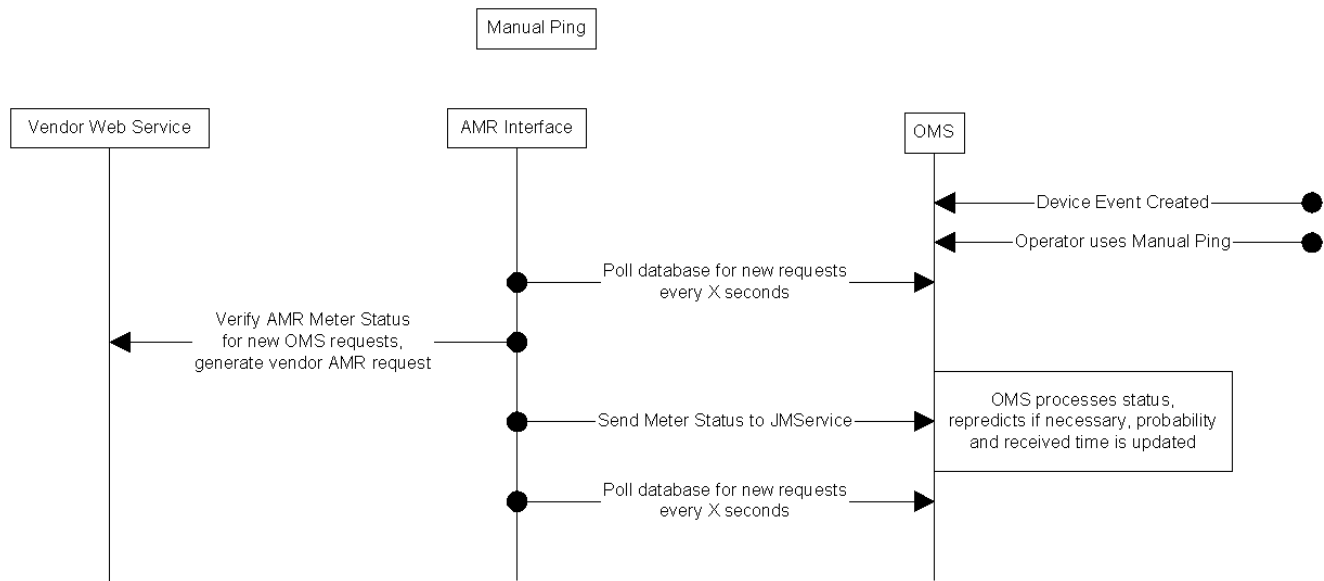 Manual Ping
Vendor Web Service
AMR Interface
OMS
Device Event Created
Operator uses Manual Ping
Poll database for new requests
every X seconds
Verify AMR Meter Status
for new OMS requests,
generate vendor AMR request
Send Meter Status to JMService
OMS processes status,
repredicts if necessary, probability
and received time is updated
Poll database for new requests
every X seconds